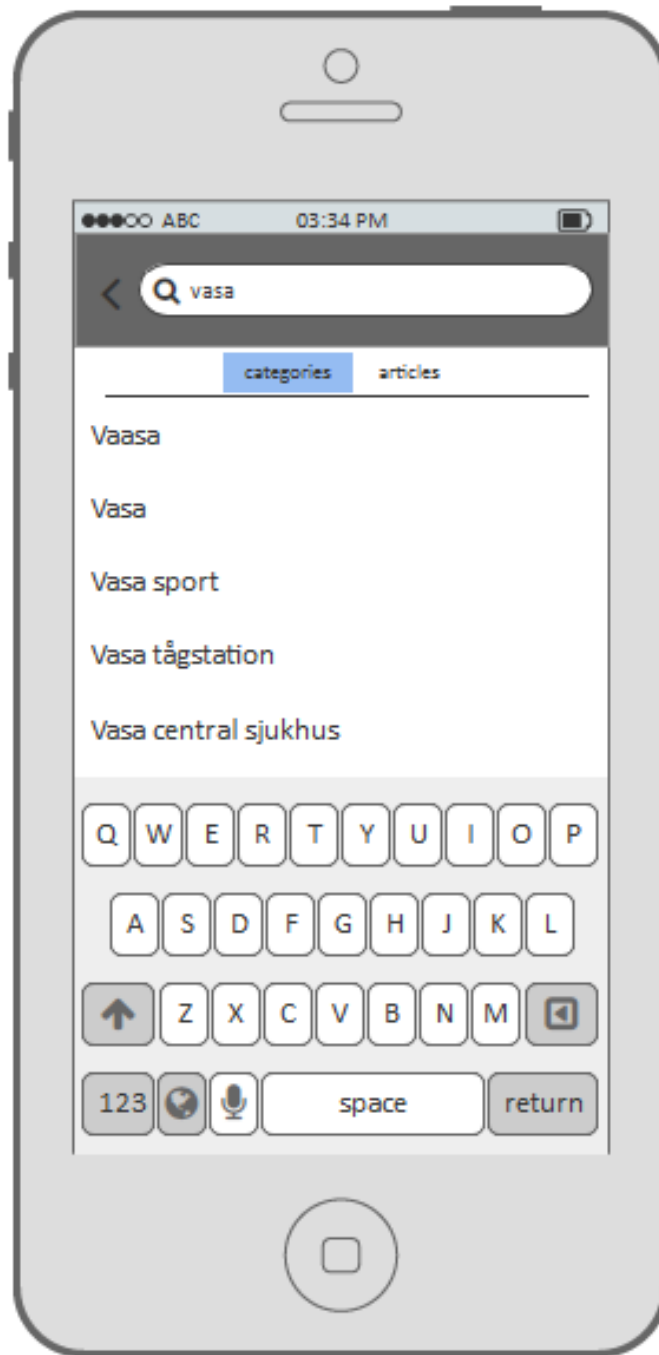 ABC 03:34 PM
vasa
categories articles
Vaasa
Vasa
Vasa sport
Vasa tågstation
Vasa central sjukhus
Q W E R T Y U I O P
A S D F G H J K L
Z X C V B N M
123 space return